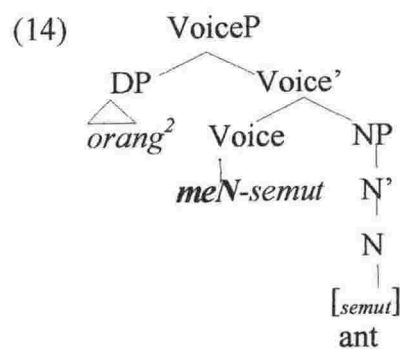 (14) VoiceP
DP Voice’
orang² Voice NP
meN-semut N’
N
[semut]
ant